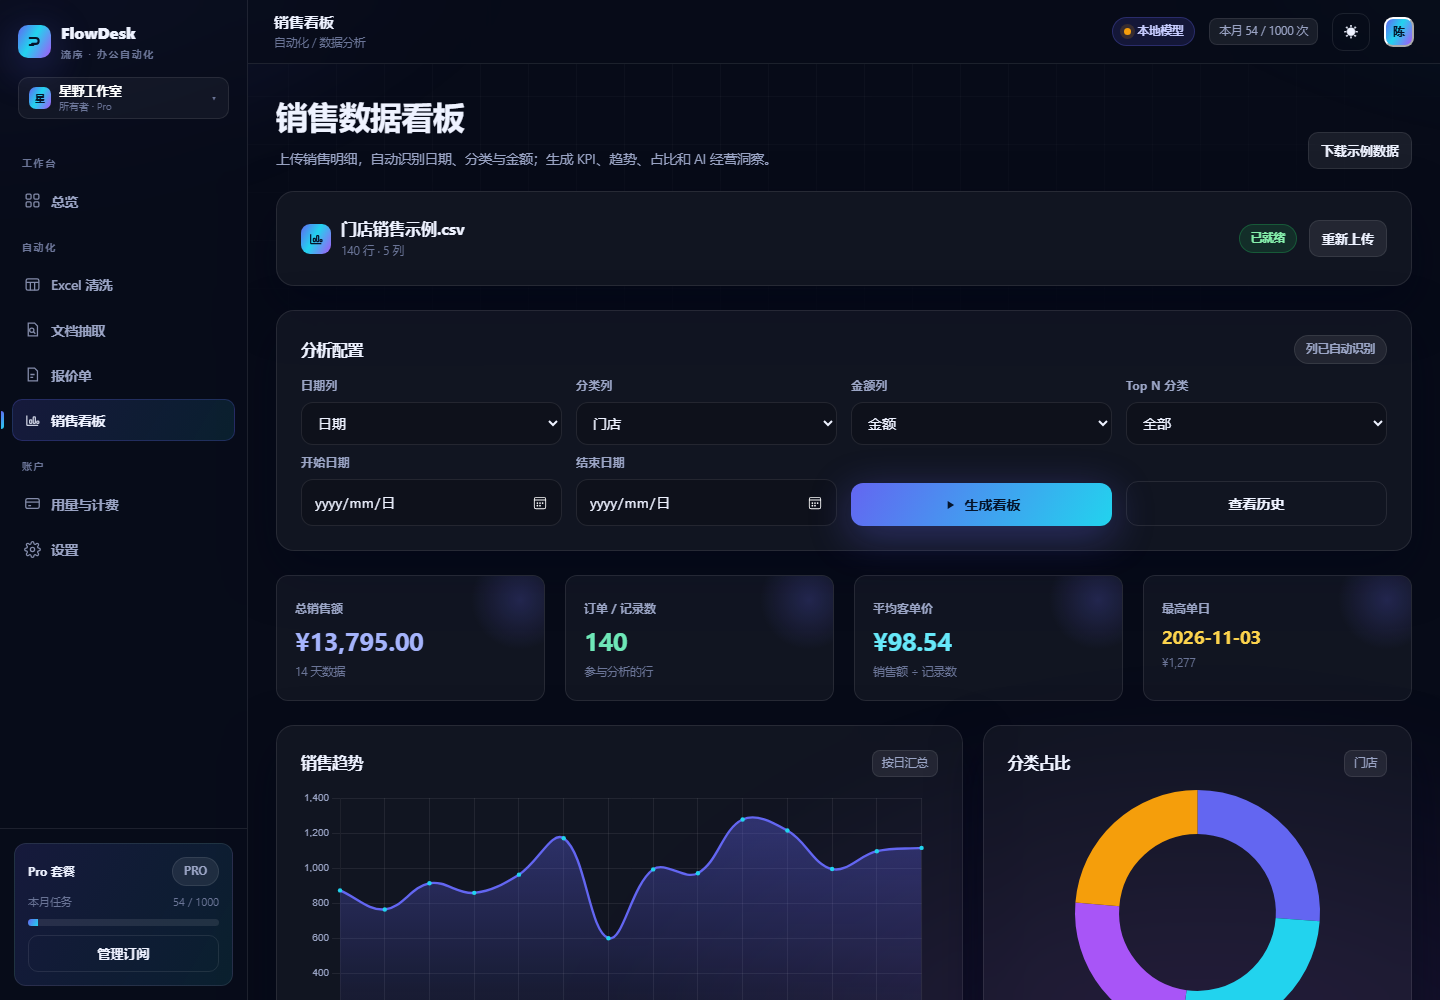 FlowDesk
流序 · 办公自动化
星
星野工作室
所有者 · Pro
工作台
总览
自动化
Excel 清洗
文档抽取
报价单
销售看板
账户
用量与计费
设置
Pro 套餐
PRO
本月任务
54 / 1000
管理订阅
销售看板
自动化 / 数据分析
本地模型
本月 54 / 1000 次
陈
销售数据看板
上传销售明细，自动识别日期、分类与金额；生成 KPI、趋势、占比和 AI 经营洞察。
下载示例数据
门店销售示例.csv
140 行 · 5 列
已就绪
重新上传
分析配置
列已自动识别
日期列
分类列
金额列
Top N 分类
日期
门店
金额
全部
开始日期
结束日期
yyyy/mm/日
yyyy/mm/日
生成看板
查看历史
总销售额
¥13,795.00
14 天数据
订单 / 记录数
140
参与分析的行
平均客单价
¥98.54
销售额 ÷ 记录数
最高单日
2026-11-03
¥1,277
销售趋势
按日汇总
1,400
1,200
1,000
800
600
400
分类占比
门店